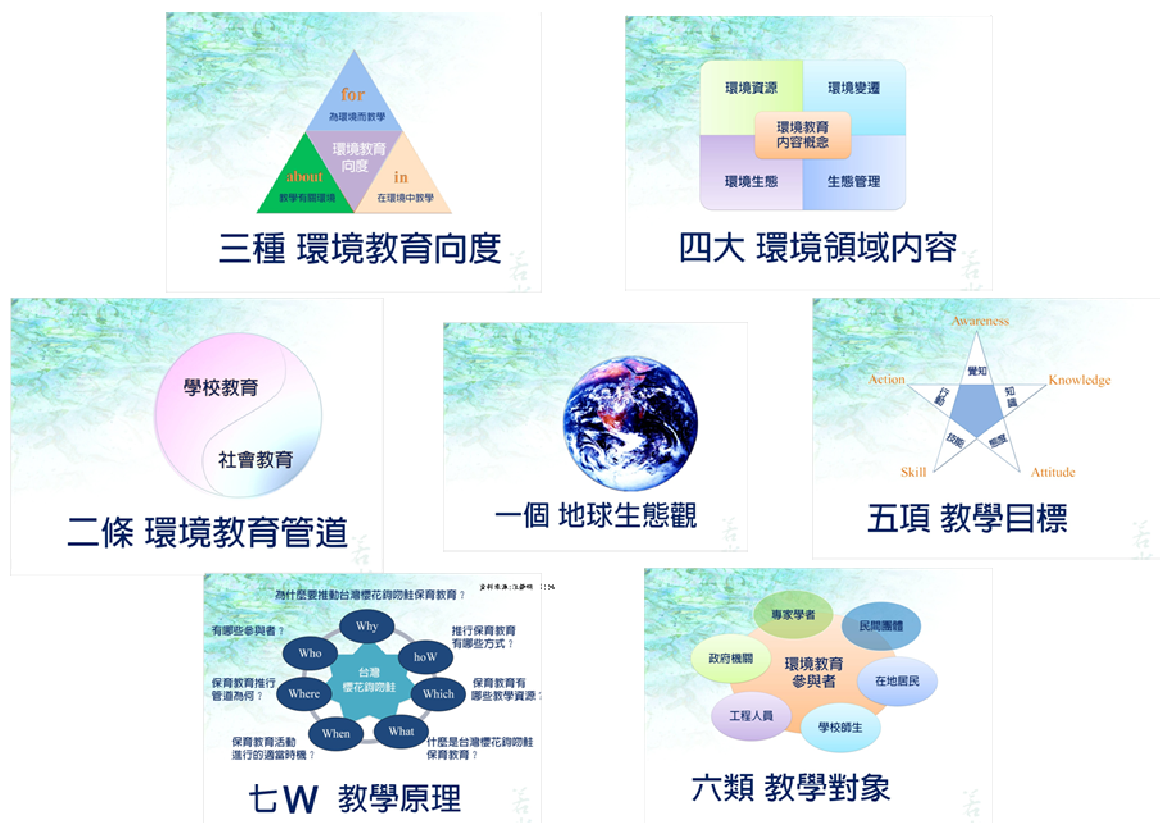 for
為環境而教學
環境教育
向度
about
教學有關環境
in
在環境中教學
三種 環境教育向度
環境資源
環境變遷
環境教育
內容概念
環境生態
生態管理
四大 環境領域內容
學校教育
社會教育
二條 環境教育管道
一個 地球生態觀
Awareness
覺知
Action
行動
Knowledge
知識
技能
態度
Skill
Attitude
五項 教學目標
為什麼要推動台灣櫻花鉤吻鮭保育教育?
Why
有哪些參與者?
Who
推行保育教育
有哪些方式?
hoW
台灣
櫻花鉤吻鮭
保育教育推行
管道為何?
Where
Which
保育教育有
哪些教學資源?
When
What
保育教育活動
進行的適當時機?
什麼是台灣櫻花鉤吻鮭
保育教育?
七W 教學原理
專家學者
民間團體
政府機關
環境教育
參與者
在地居民
工程人員
學校師生
六類 教學對象